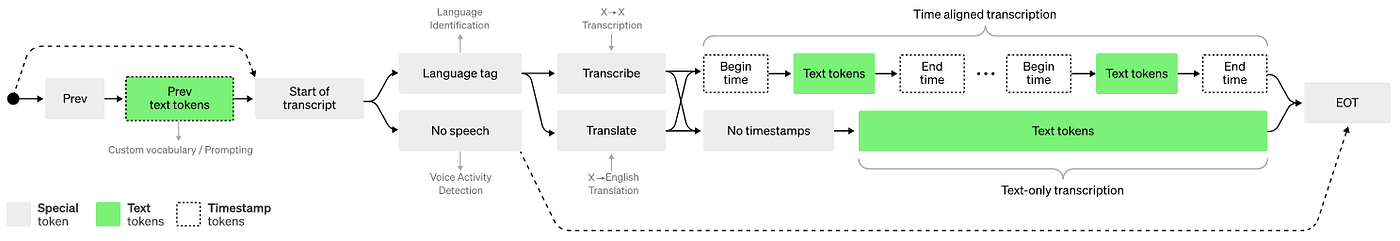 Prev
Prev
text tokens
Custom vocabulary / Prompting
Start of
transcript
Language
Identification
Language tag
No speech
Voice Activity
Detection
X→X
Transcription
Transcribe
Translate
X→English
Translation
Time aligned transcription
Begin
time
Text tokens
End
time
...
Begin
time
Text tokens
End
time
No timestamps
Text tokens
Text-only transcription
EOT
Special
token
Text
tokens
Timestamp
tokens